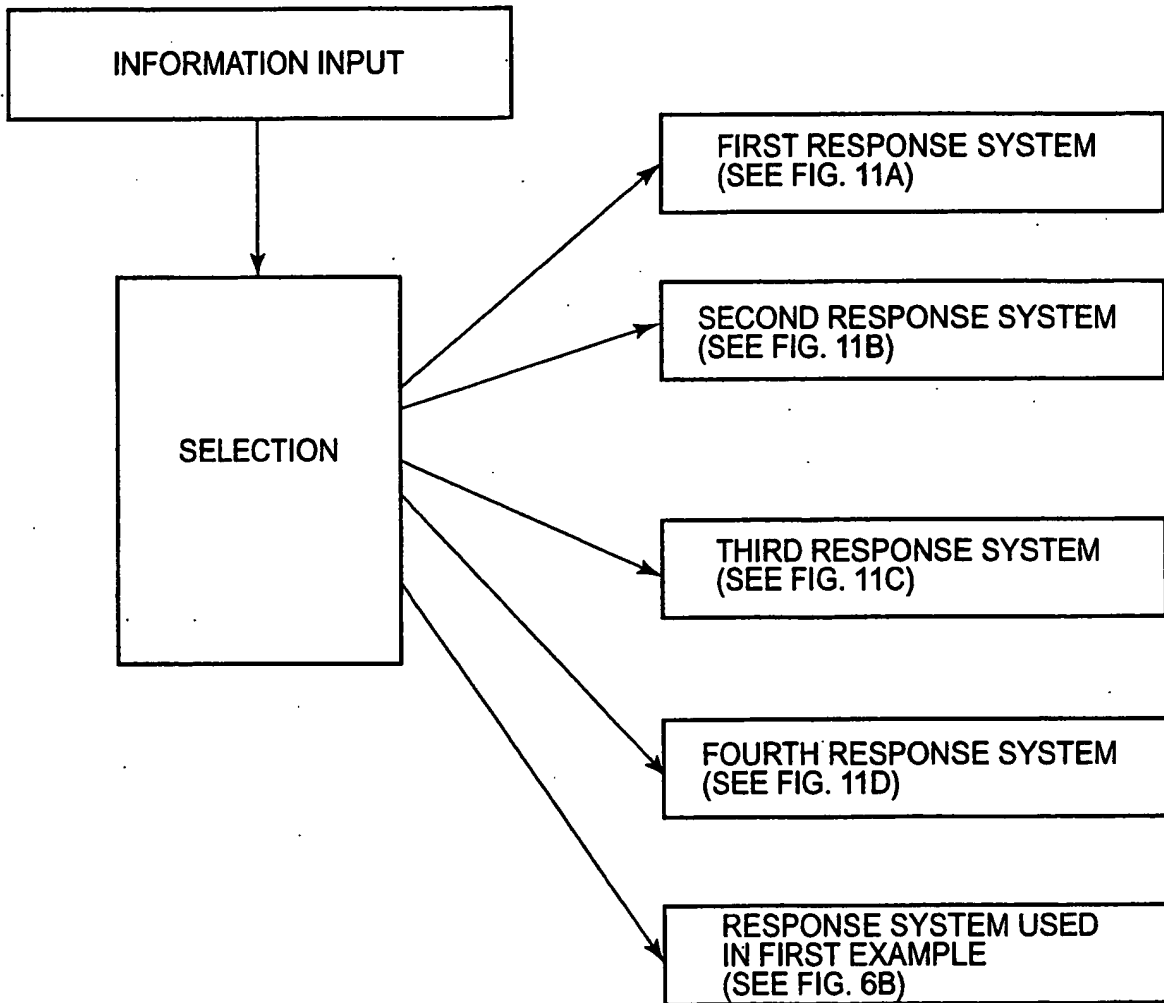 INFORMATION INPUT
FIRST RESPONSE SYSTEM
(SEE FIG. 11A)
SECOND RESPONSE SYSTEM
(SEE FIG. 11B)
SELECTION
THIRD RESPONSE SYSTEM
(SEE FIG. 11C)
FOURTH RESPONSE SYSTEM
(SEE FIG. 11D)
RESPONSE SYSTEM USED
IN FIRST EXAMPLE
(SEE FIG. 6B)